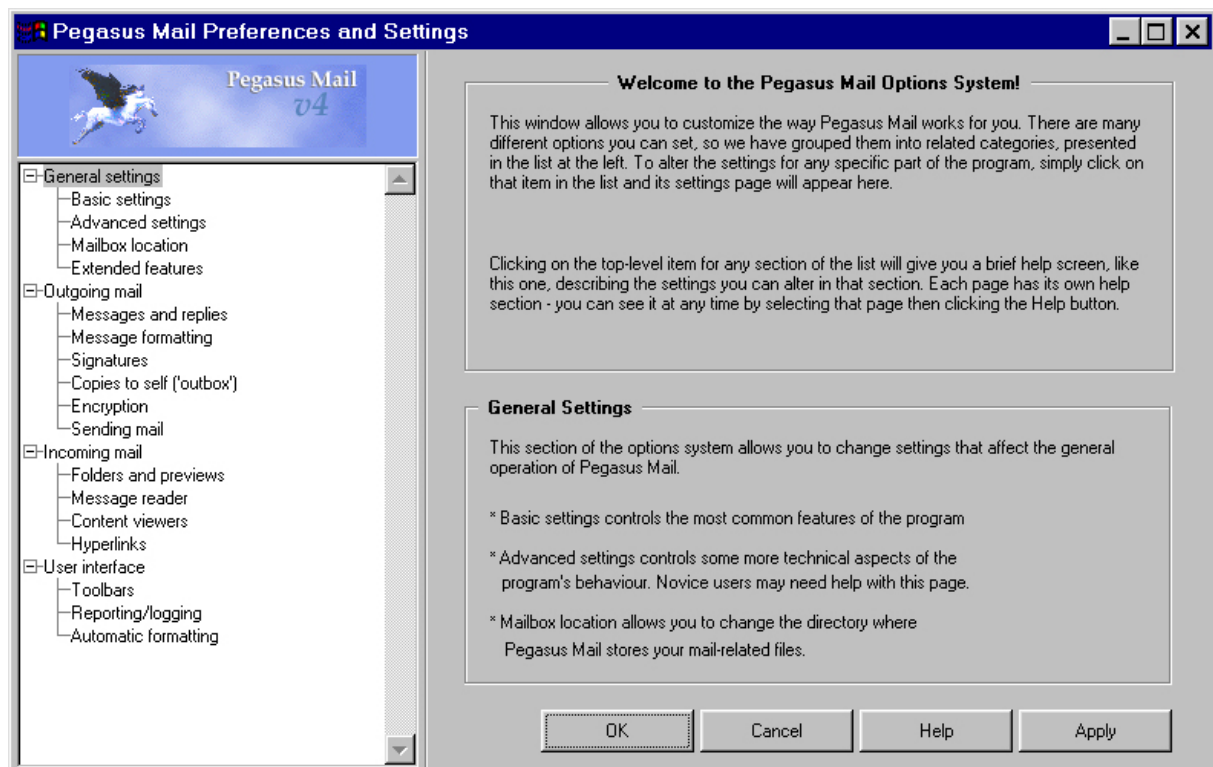 Pegasus Mail Preferences and Settings
Pegasus Mail
v4
General settings
Basic settings
Advanced settings
Mailbox location
Extended features
Outgoing mail
Messages and replies
Message formatting
Signatures
Copies to self ('outbox')
Encryption
Sending mail
Incoming mail
Folders and previews
Message reader
Content viewers
Hyperlinks
User interface
Toolbars
Reporting/logging
Automatic formatting
Welcome to the Pegasus Mail Options System!
This window allows you to customize the way Pegasus Mail works for you. There are many
different options you can set, so we have grouped them into related categories, presented
in the list at the left. To alter the settings for any specific part of the program, simply click on
that item in the list and its settings page will appear here.
Clicking on the top-level item for any section of the list will give you a brief help screen, like
this one, describing the settings you can alter in that section. Each page has its own help
section - you can see it at any time by selecting that page then clicking the Help button.
General Settings
This section of the options system allows you to change settings that affect the general
operation of Pegasus Mail.
* Basic settings controls the most common features of the program
* Advanced settings controls some more technical aspects of the
program's behaviour. Novice users may need help with this page.
* Mailbox location allows you to change the directory where
Pegasus Mail stores your mail-related files.
OK
Cancel
Help
Apply